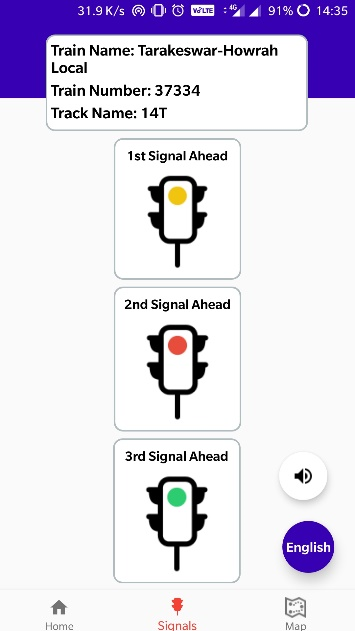 31.9 K/s VoLTE 4G 91% 14:35
Train Name: Tarakeswar-Howrah
Local
Train Number: 37334
Track Name: 14T
1st Signal Ahead
2nd Signal Ahead
3rd Signal Ahead
English
Home
Signals
Map